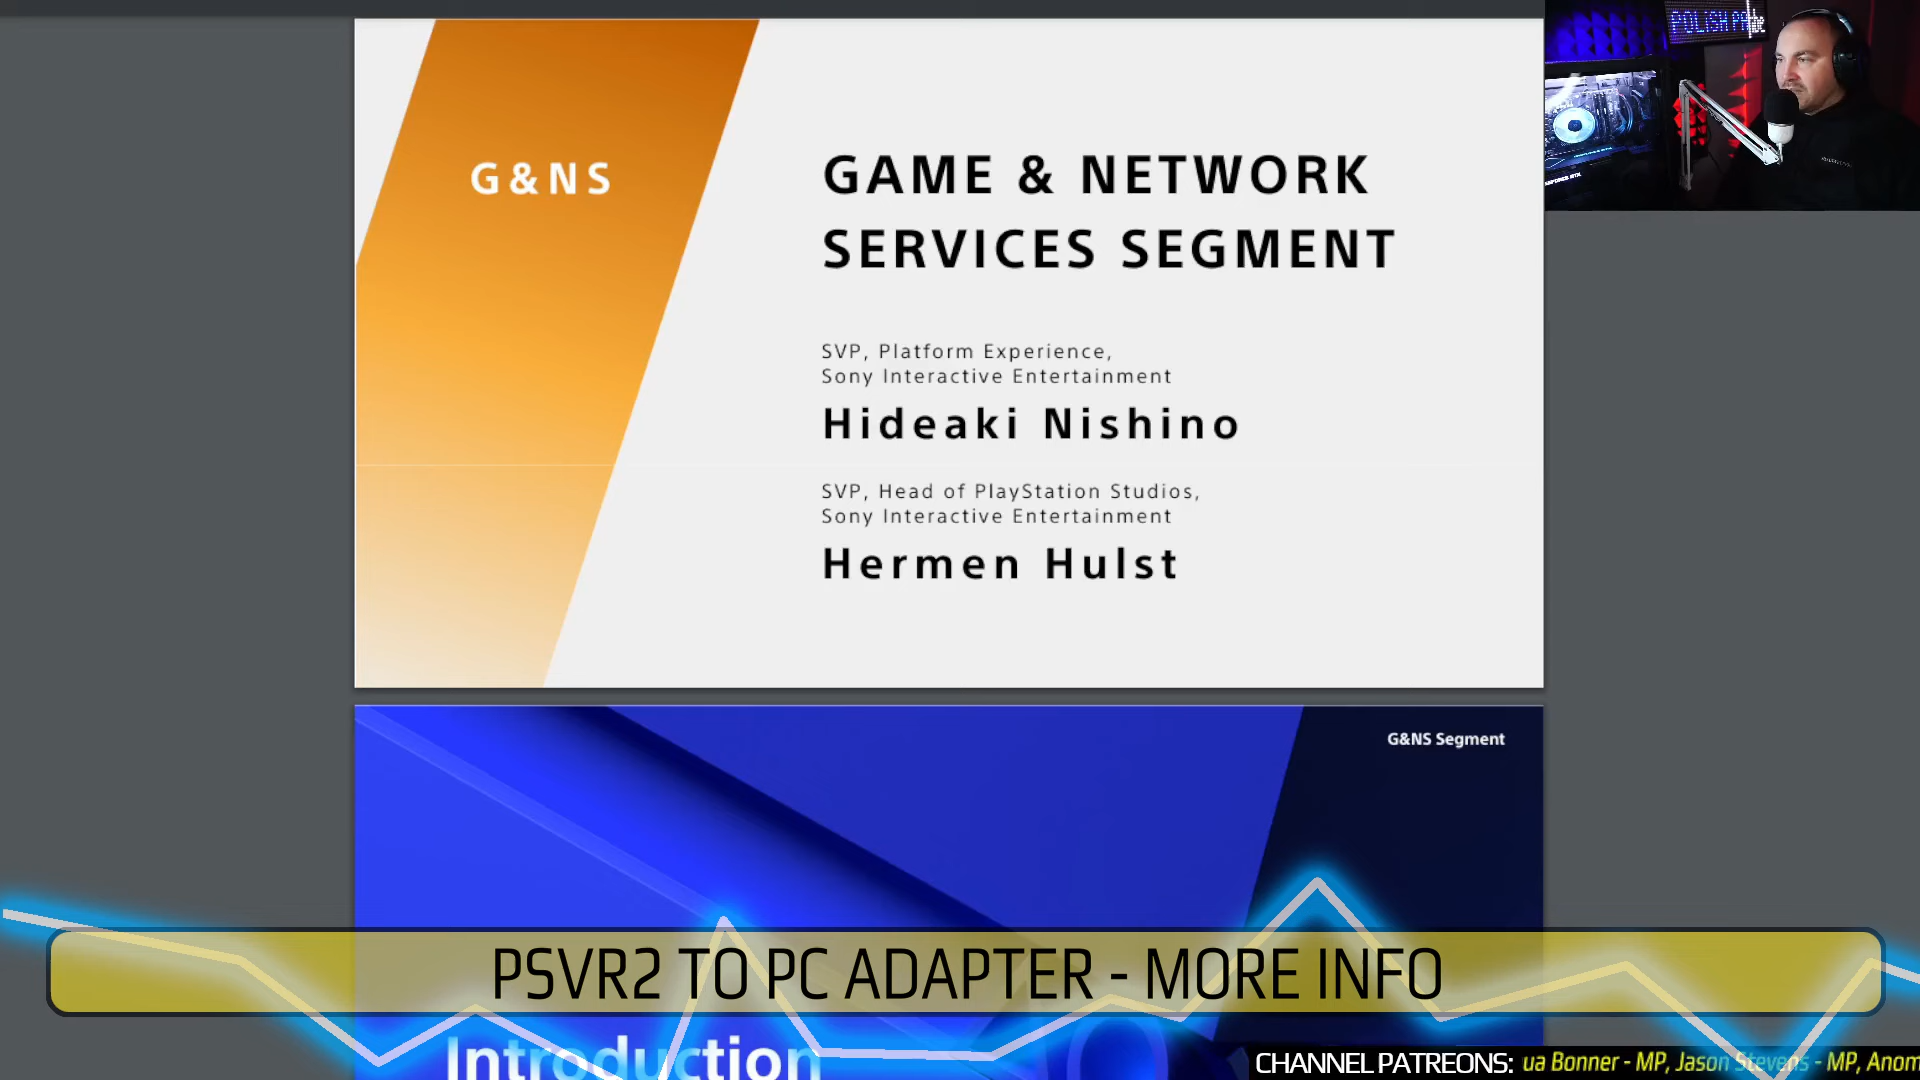 G&NS
GAME & NETWORK
SERVICES SEGMENT
SVP, Platform Experience,
Sony Interactive Entertainment
Hideaki Nishino
SVP, Head of PlayStation Studios,
Sony Interactive Entertainment
Hermen Hulst
G&NS Segment
PSVR2 TO PC ADAPTER - MORE INFO
Introduction
CHANNEL PATREONS: ua Bonner - MP, Jason Stevens - MP, Anom
POLISH